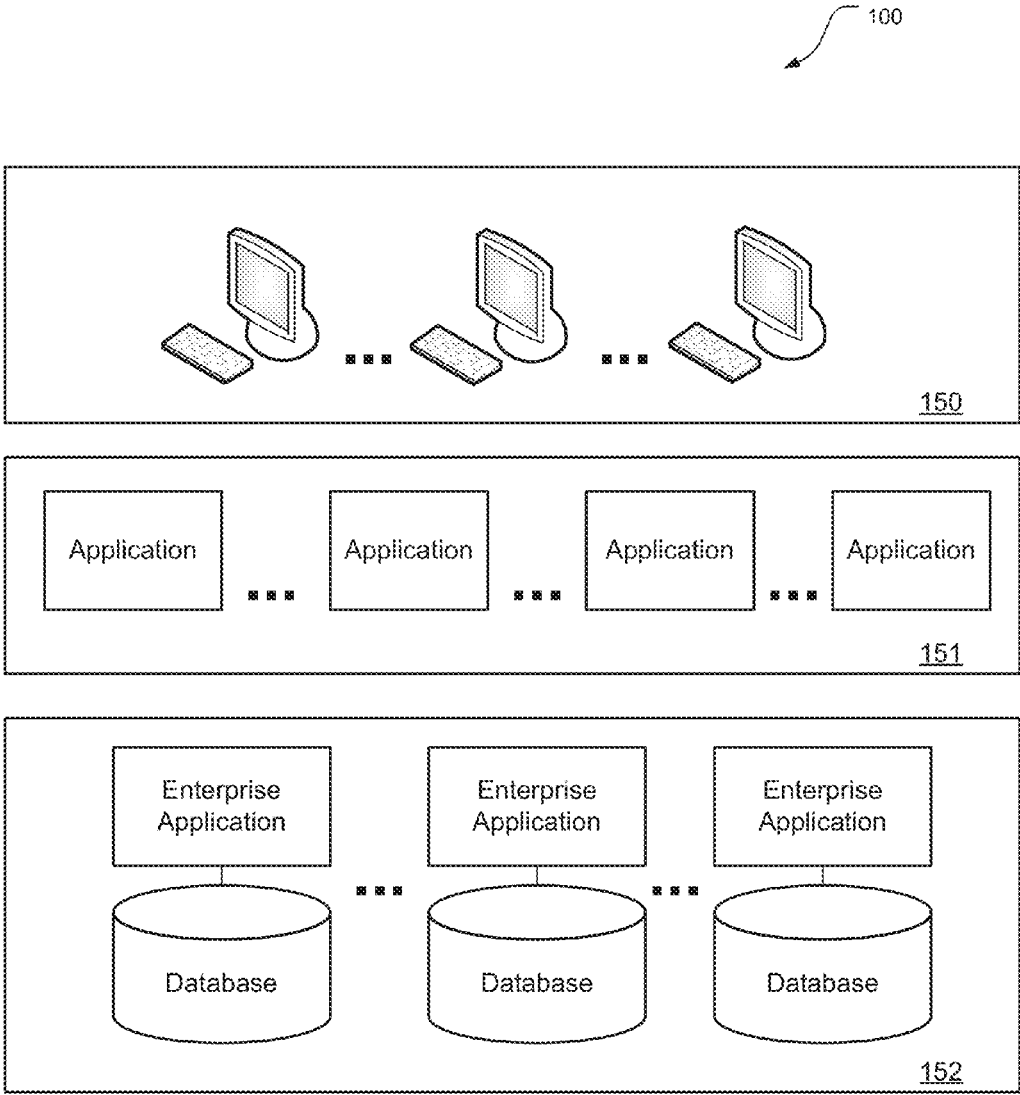 100
150
Application
Application
Application
Application
151
Enterprise
Application
Enterprise
Application
Enterprise
Application
Database
Database
Database
152